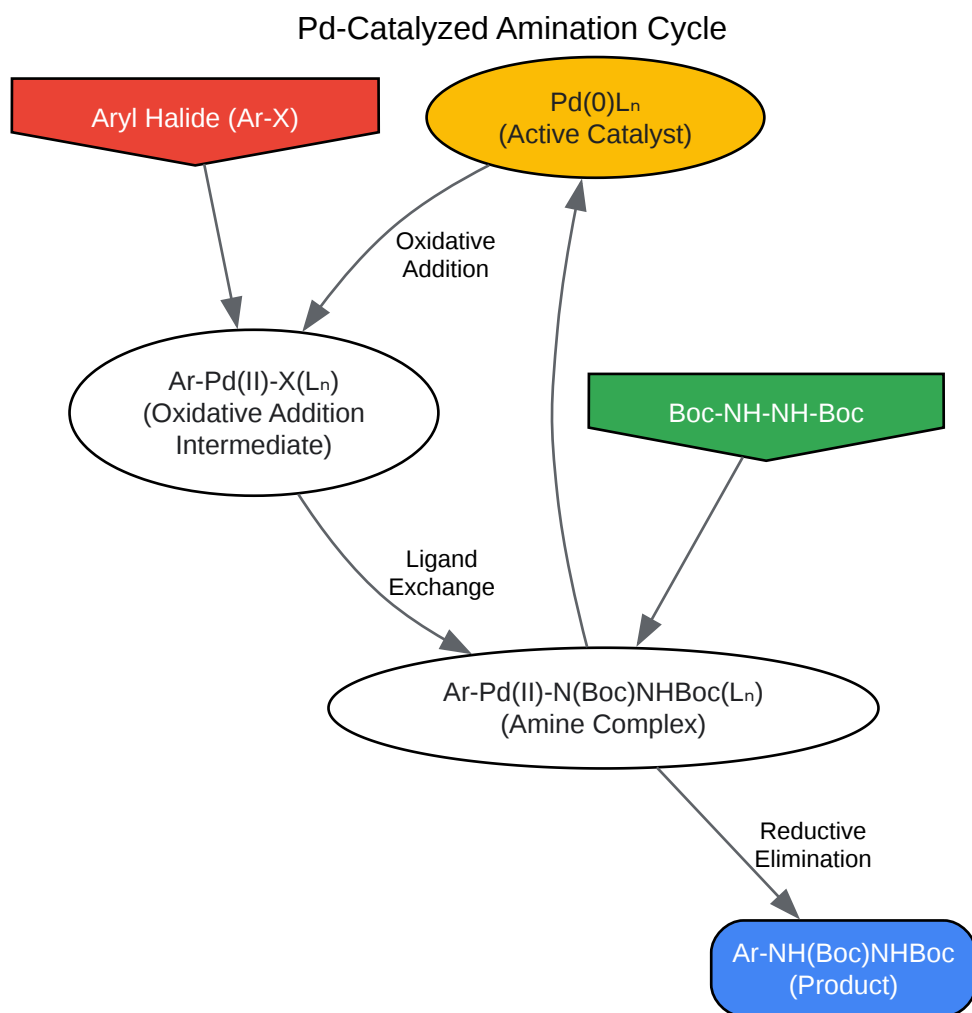 Pd-Catalyzed Amination Cycle
Aryl Halide (Ar-X)
Pd(0)Lₙ
(Active Catalyst)
Oxidative
Addition
Ar-Pd(II)-X(Lₙ)
(Oxidative Addition
Intermediate)
Boc-NH-NH-Boc
Ligand
Exchange
Ar-Pd(II)-N(Boc)NHBoc(Lₙ)
(Amine Complex)
Reductive
Elimination
Ar-NH(Boc)NHBoc
(Product)